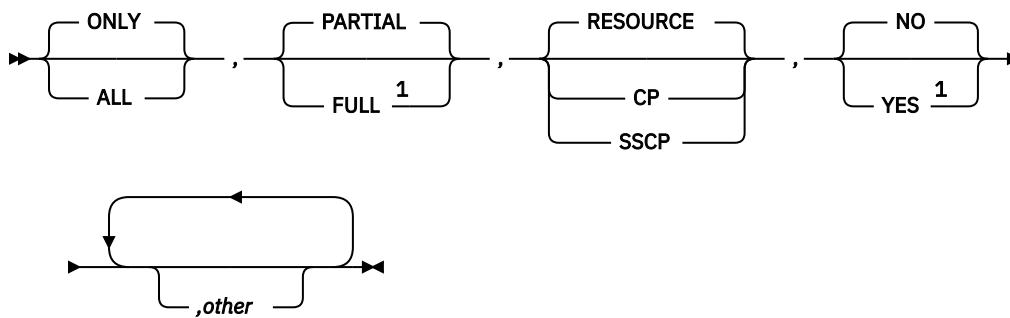 ONLY PARTIAL RESOURCE NO
, , ,
ALL FULL 1 CP YES 1
SSCP
,other